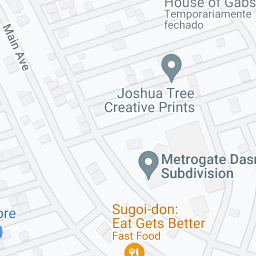 House of Gabs
Temporariamente
fechado
Main Ave
Joshua Tree
Creative Prints
Metrogate Dasm
Subdivision
Sugoi-don:
Eat Gets Better
Fast Food
ore